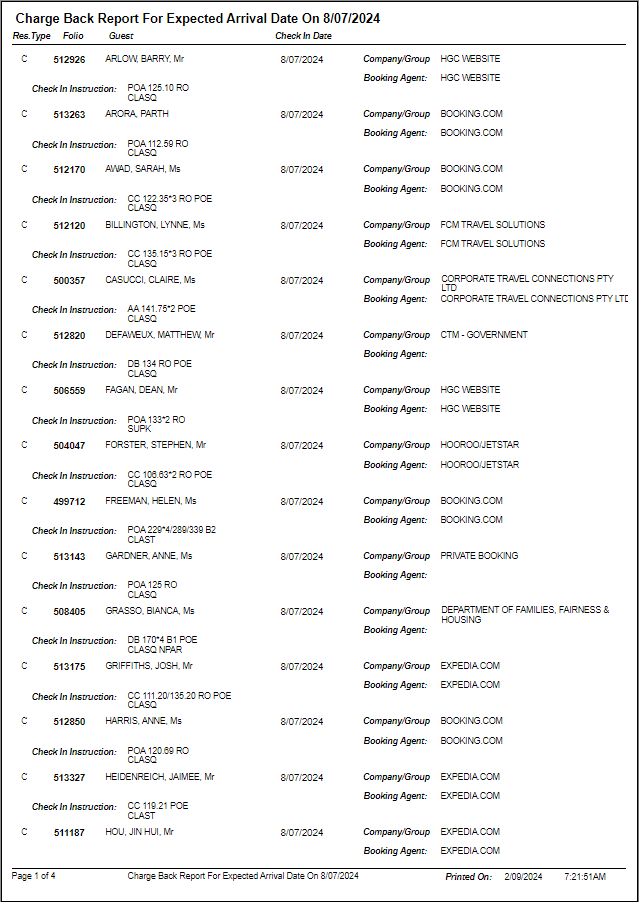 Charge Back Report For Expected Arrival Date On 8/07/2024
Res.Type Folio Guest Check In Date
C 512926 ARLOW, BARRY, Mr 8/07/2024 Company/Group HGC WEBSITE
Booking Agent: HGC WEBSITE
Check In Instruction: POA 125.10 RO
CLASQ
C 513263 ARORA, PARTH 8/07/2024 Company/Group BOOKING.COM
Booking Agent: BOOKING.COM
Check In Instruction: POA 112.59 RO
CLASQ
C 512170 AWAD, SARAH, Ms 8/07/2024 Company/Group BOOKING.COM
Booking Agent: BOOKING.COM
Check In Instruction: CC 122.35*3 RO POE
CLASQ
C 512120 BILLINGTON, LYNNE, Ms 8/07/2024 Company/Group FCM TRAVEL SOLUTIONS
Booking Agent: FCM TRAVEL SOLUTIONS
Check In Instruction: CC 135.15*3 RO POE
CLASQ
C 500357 CASUCCI, CLAIRE, Ms 8/07/2024 Company/Group CORPORATE TRAVEL CONNECTIONS PTY
LTD
Booking Agent: CORPORATE TRAVEL CONNECTIONS PTY LTD
Check In Instruction: AA 141.75*2 POE
CLASQ
C 512820 DEFAWEUX, MATTHEW, Mr 8/07/2024 Company/Group CTM - GOVERNMENT
Booking Agent:
Check In Instruction: DB 134 RO POE
CLASQ
C 506559 FAGAN, DEAN, Mr 8/07/2024 Company/Group HGC WEBSITE
Booking Agent: HGC WEBSITE
Check In Instruction: POA 133*2 RO
SUPK
C 504047 FORSTER, STEPHEN, Mr 8/07/2024 Company/Group HOOROO/JETSTAR
Booking Agent: HOOROO/JETSTAR
Check In Instruction: CC 106.63*2 RO POE
CLASQ
C 499712 FREEMAN, HELEN, Ms 8/07/2024 Company/Group BOOKING.COM
Booking Agent: BOOKING.COM
Check In Instruction: POA 229*4/289/339 B2
CLAST
C 513143 GARDNER, ANNE, Ms 8/07/2024 Company/Group PRIVATE BOOKING
Booking Agent:
Check In Instruction: POA 125 RO
CLASQ
C 508405 GRASSO, BIANCA, Ms 8/07/2024 Company/Group DEPARTMENT OF FAMILIES, FAIRNESS &
HOUSING
Booking Agent:
Check In Instruction: DB 170*4 B1 POE
CLASQ NPAR
C 513175 GRIFFITHS, JOSH, Mr 8/07/2024 Company/Group EXPEDIA.COM
Booking Agent: EXPEDIA.COM
Check In Instruction: CC 111.20/135.20 RO POE
CLASQ
C 512850 HARRIS, ANNE, Ms 8/07/2024 Company/Group BOOKING.COM
Booking Agent: BOOKING.COM
Check In Instruction: POA 120.69 RO
CLASQ
C 513327 HEIDENREICH, JAIMEE, Mr 8/07/2024 Company/Group EXPEDIA.COM
Booking Agent: EXPEDIA.COM
Check In Instruction: CC 119.21 POE
CLAST
C 511187 HOU, JIN HUI, Mr 8/07/2024 Company/Group EXPEDIA.COM
Booking Agent: EXPEDIA.COM
Page 1 of 4 Charge Back Report For Expected Arrival Date On 8/07/2024 Printed On: 2/09/2024 7:21:51AM